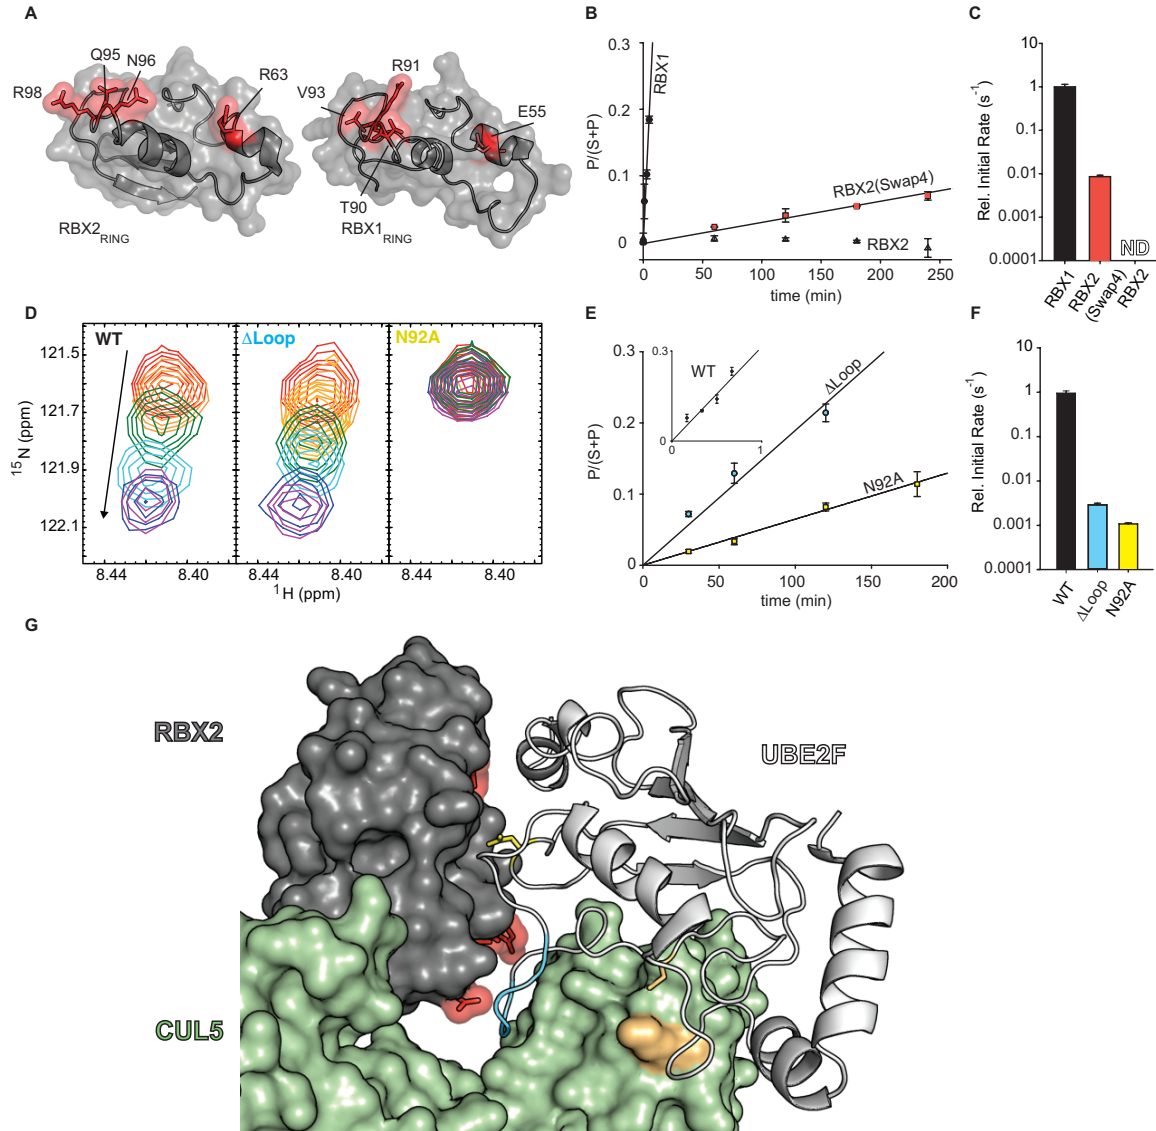 A
Q95
N96
R98
R63
RBX2RING
R91
V93
E55
T90
RBX1RING
B
0.3
0.2
0.1
0
P/(S+P)
RBX1
RBX2(Swap4)
RBX2
0 50 100 150 200 250
time (min)
C
10
1
0.1
0.01
0.001
0.0001
Rel. Initial Rate (s-1)
ND
RBX1
RBX2
(Swap4)
RBX2
D
WT
ΔLoop
N92A
121.5
121.7
121.9
122.1
15N (ppm)
8.44 8.40 8.44 8.40 8.44 8.40
1H (ppm)
E
0.3
0.2
0.1
0
P/(S+P)
0.3
WT
0
1
ΔLoop
N92A
0 50 100 150 200
time (min)
F
10
1
0.1
0.01
0.001
0.0001
Rel. Initial Rate (s-1)
WT
ΔLoop
N92A
G
RBX2
UBE2F
CUL5